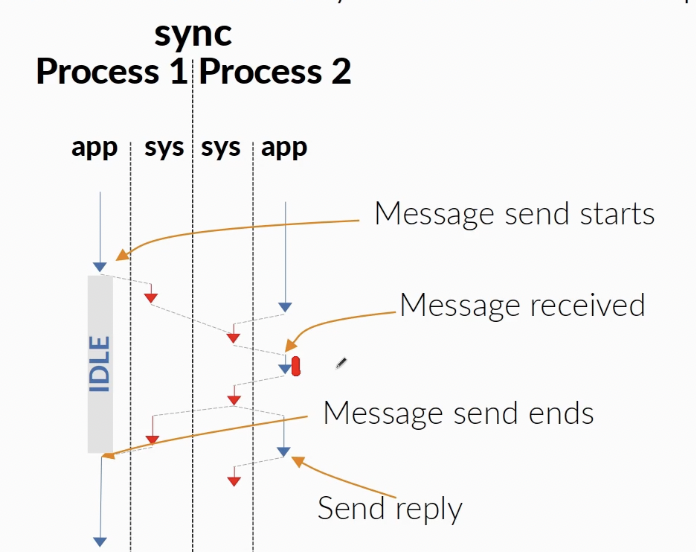 sync
Process 1 Process 2
app sys sys app
Message send starts
Message received
IDLE
Message send ends
Send reply